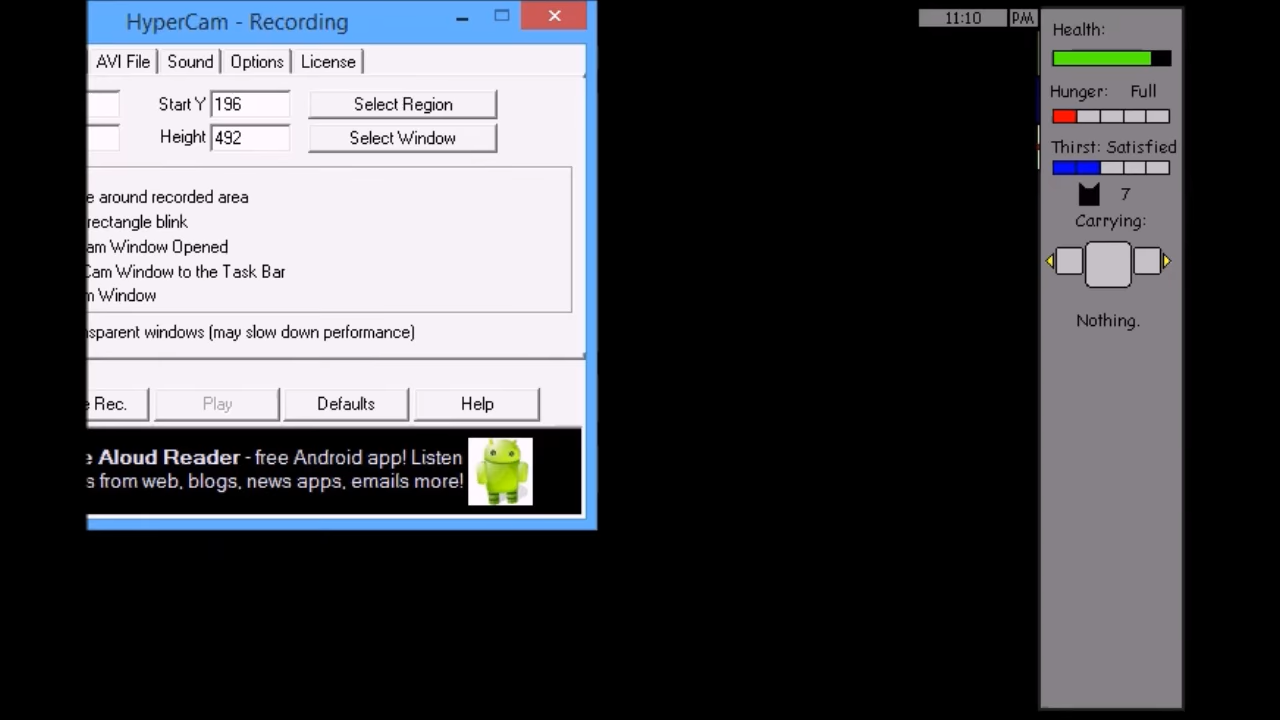 HyperCam - Recording
AVI File Sound Options License
Start Y 196 Select Region
Height 492 Select Window
e around recorded area
rectangle blink
am Window Opened
Cam Window to the Task Bar
m Window
sparent windows (may slow down performance)
e Rec. Play Defaults Help
e Aloud Reader - free Android app! Listen
s from web, blogs, news apps, emails more!
11:10 PM
Health:
Hunger: Full
Thirst: Satisfied
7
Carrying:
Nothing.